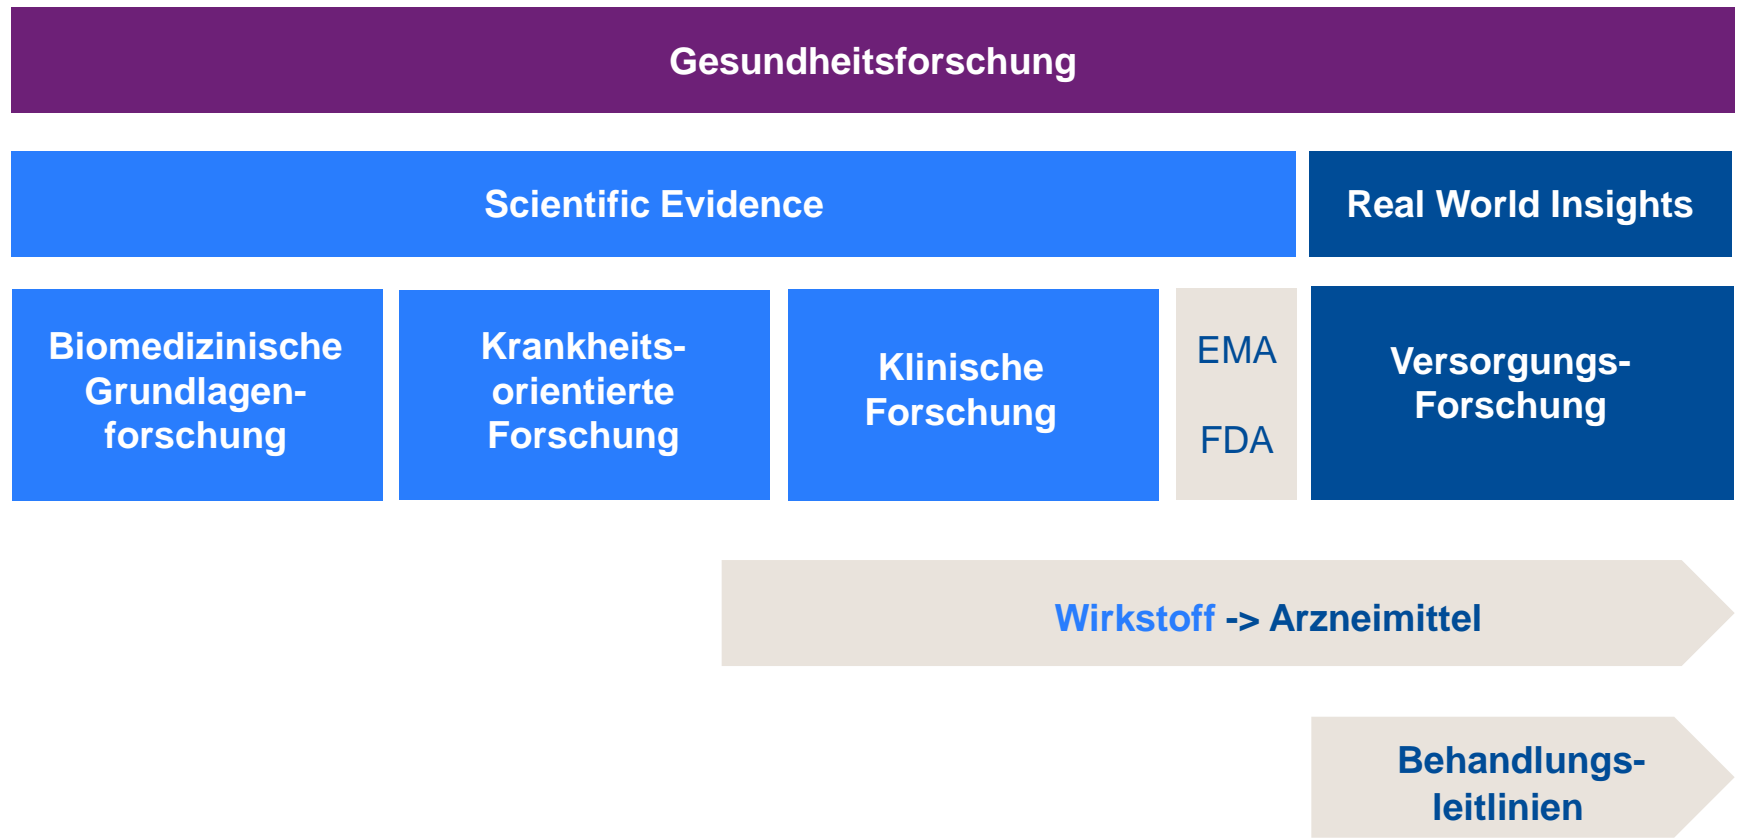 Gesundheitsforschung
Scientific Evidence
Real World Insights
Biomedizinische
Grundlagen-
forschung
Krankheits-
orientierte
Forschung
Klinische
Forschung
EMA
FDA
Versorgungs-
Forschung
Wirkstoff -> Arzneimittel
Behandlungs-
leitlinien